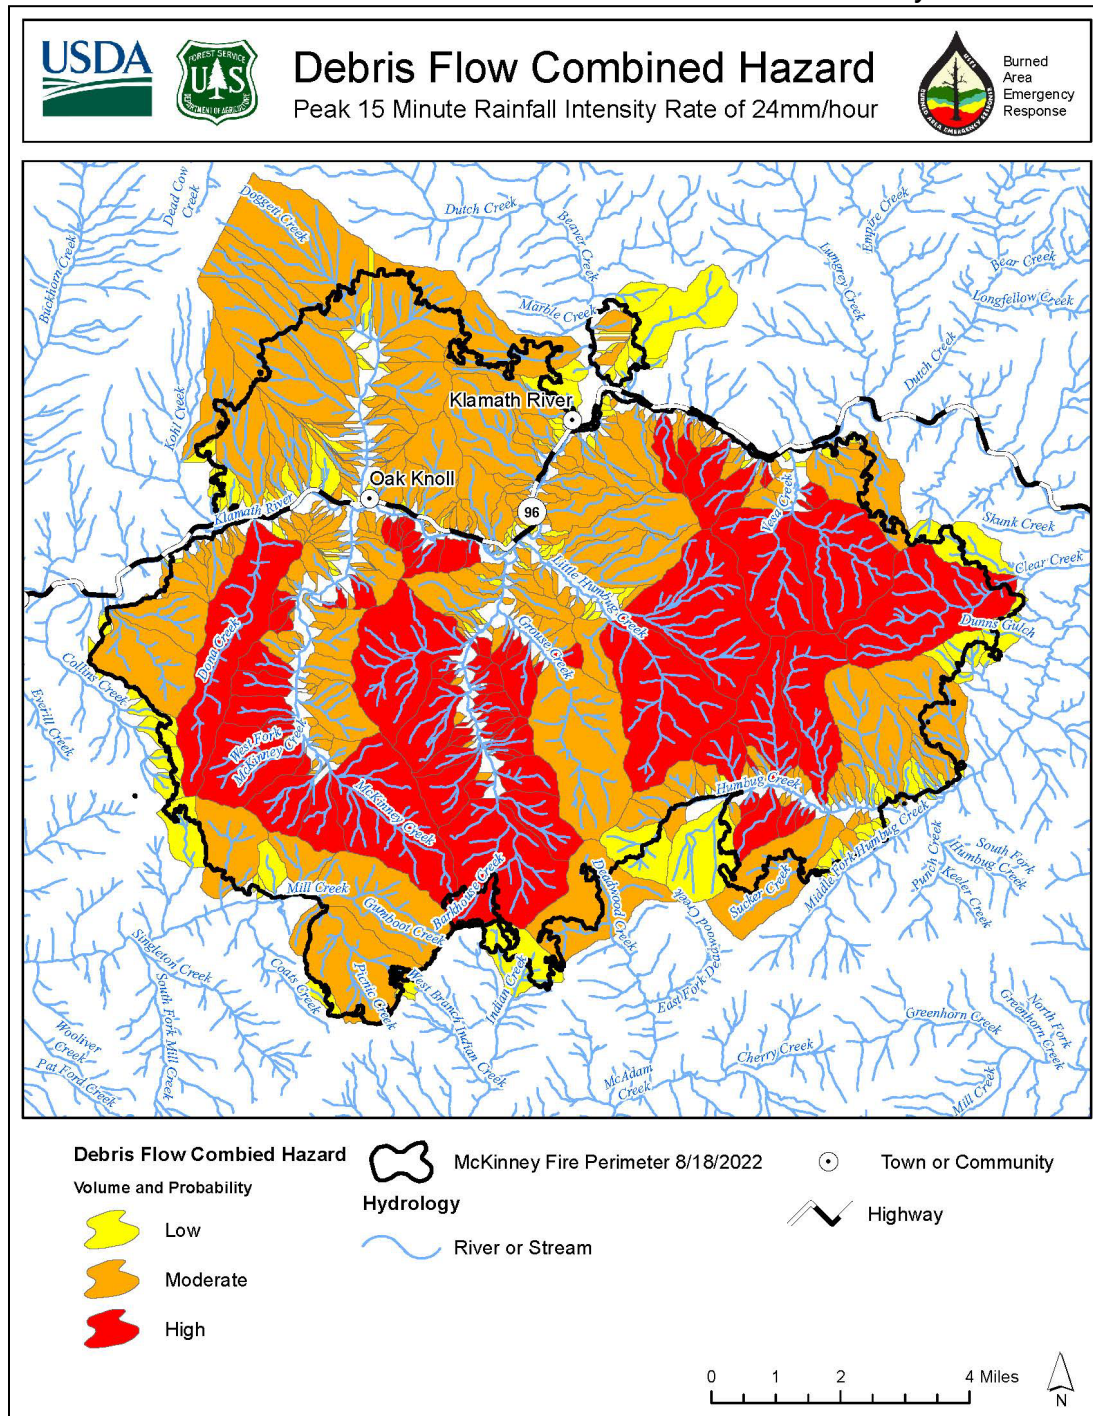 USDA
FOREST SERVICE
U S
DEPARTMENT OF AGRICULTURE
Debris Flow Combined Hazard
Peak 15 Minute Rainfall Intensity Rate of 24mm/hour
BURNED AREA EMERGENCY RESPONSE
Burned
Area
Emergency
Response
Dead Cow
Creek
Doggett Creek
Dutch Creek
Beaver
Creek
Empire Creek
Lumgrey Creek
Bear Creek
Longfellow Creek
Buckhorn Creek
Marble Creek
Dutch Creek
Kohl Creek
Klamath River
Oak Knoll
Klamath River
96
Vesa Creek
Skunk Creek
Clear Creek
Little Humbug Creek
Dunns Gulch
Grouse Creek
Dona Creek
Collins Creek
Everill Creek
West Fork
McKinney Creek
McKinney Creek
Humbug Creek
Middle Fork Humbug Creek
Punch Creek
South Fork
Humbug Creek
Keeler Creek
Sucker Creek
Deadwood Creek
East Fork Deadwood Creek
Barkhouse Creek
Mill Creek
Gumboot Creek
Singleton Creek
South Fork Mill Creek
Coats Creek
Picnic Creek
West Branch Indian Creek
Indian Creek
Wooliver
Creek
Pat Ford Creek
McAdam
Creek
Cherry Creek
Greenhorn Creek
North Fork
Greenhorn Creek
Mill Creek
Debris Flow Combied Hazard
Volume and Probability
Low
Moderate
High
McKinney Fire Perimeter 8/18/2022
Hydrology
River or Stream
Town or Community
Highway
0 1 2 4 Miles
N